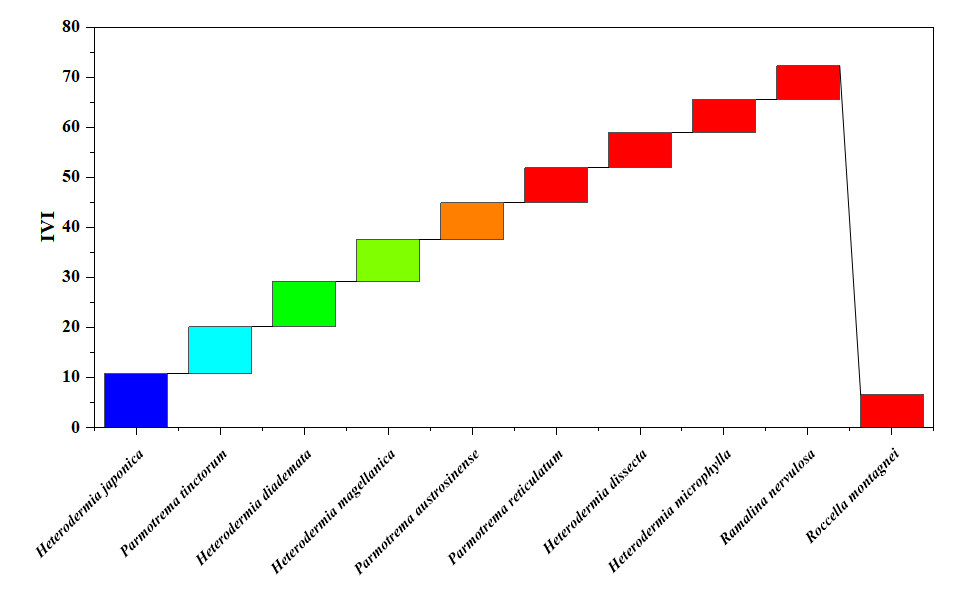 80
70
60
50
40
30
20
10
0
IVI
Heterodermia japonica
Parmotrema tinctorum
Heterodermia diademata
Heterodermia magellanica
Parmotrema austrosinense
Parmotrema reticulatum
Heterodermia dissecta
Heterodermia microphylla
Ramalina nervulosa
Roccella montagnei